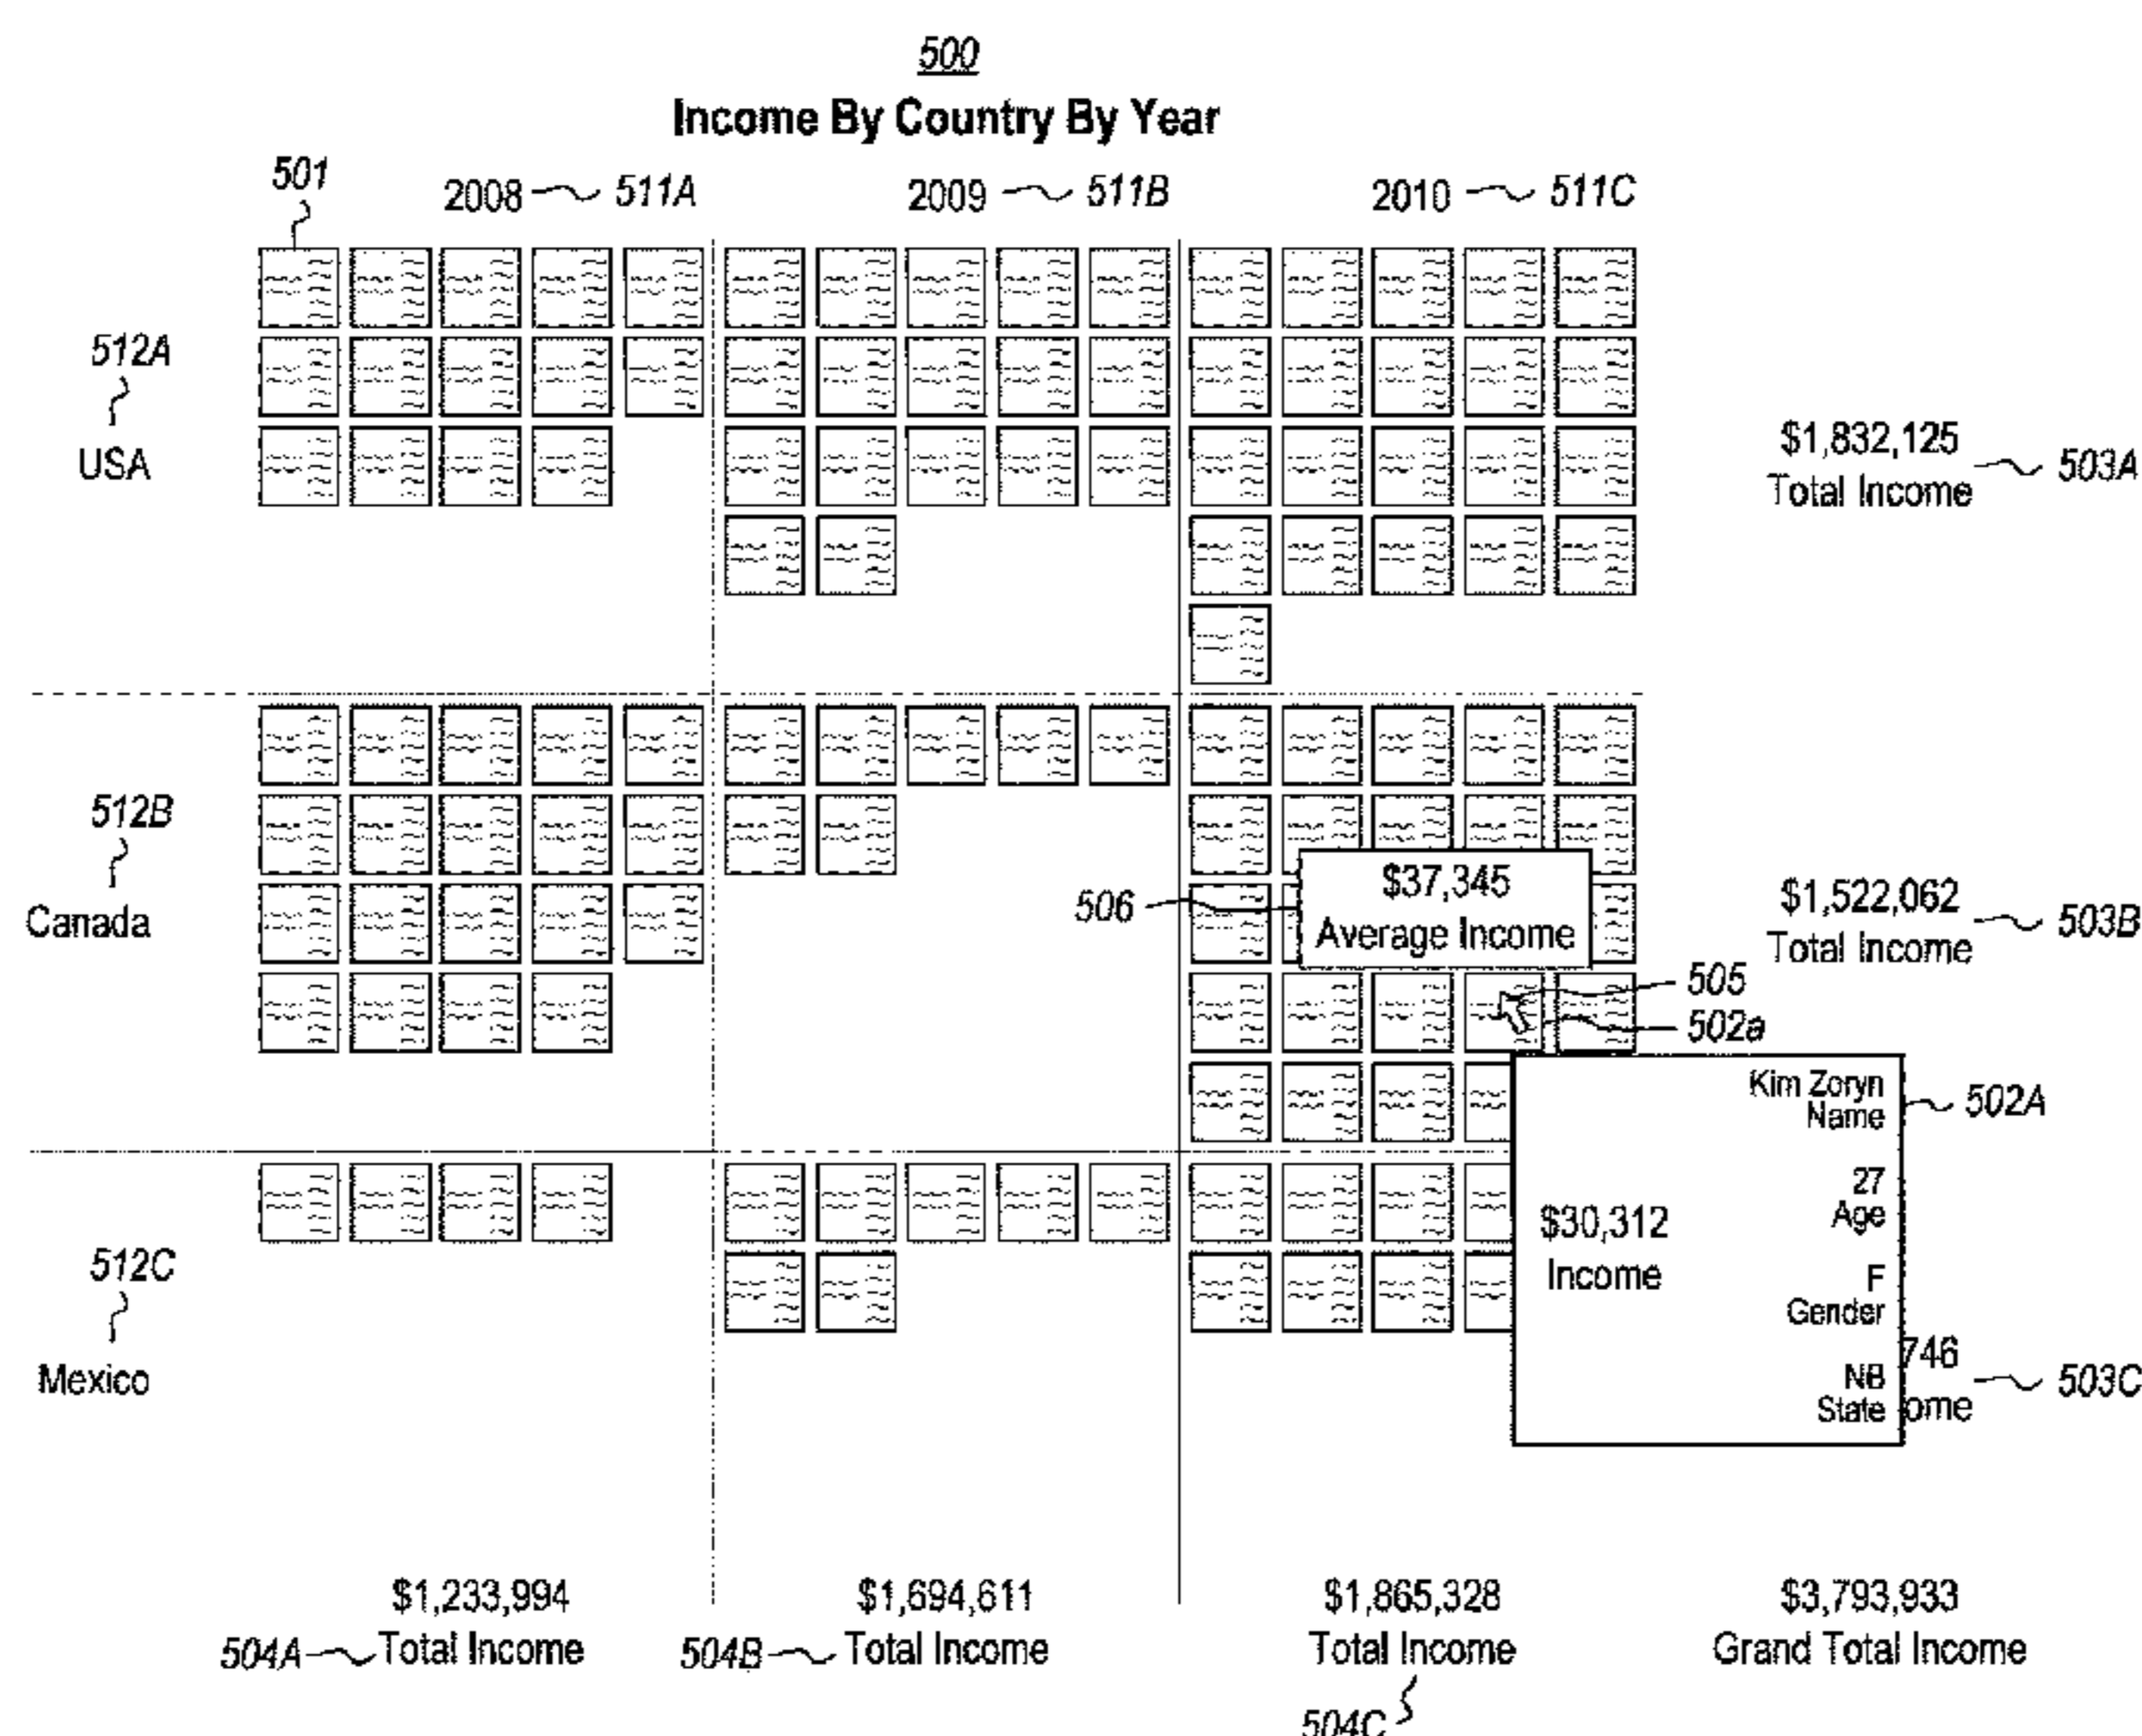 500
Income By Country By Year
501
2008 511A 2009 511B 2010 511C
512A
USA
$1,832,125
Total Income 503A
512B
Canada
$37,345
Average Income
506
$1,522,062
Total Income 503B
505
502a
Kim Zoryn
Name
502A
27
Age
$30,312
Income
F
Gender
512C
Mexico
746
NB
State
ome
503C
$1,233,994 $1,694,611 $1,865,328 $3,793,933
504A Total Income 504B Total Income Total Income Grand Total Income
504C